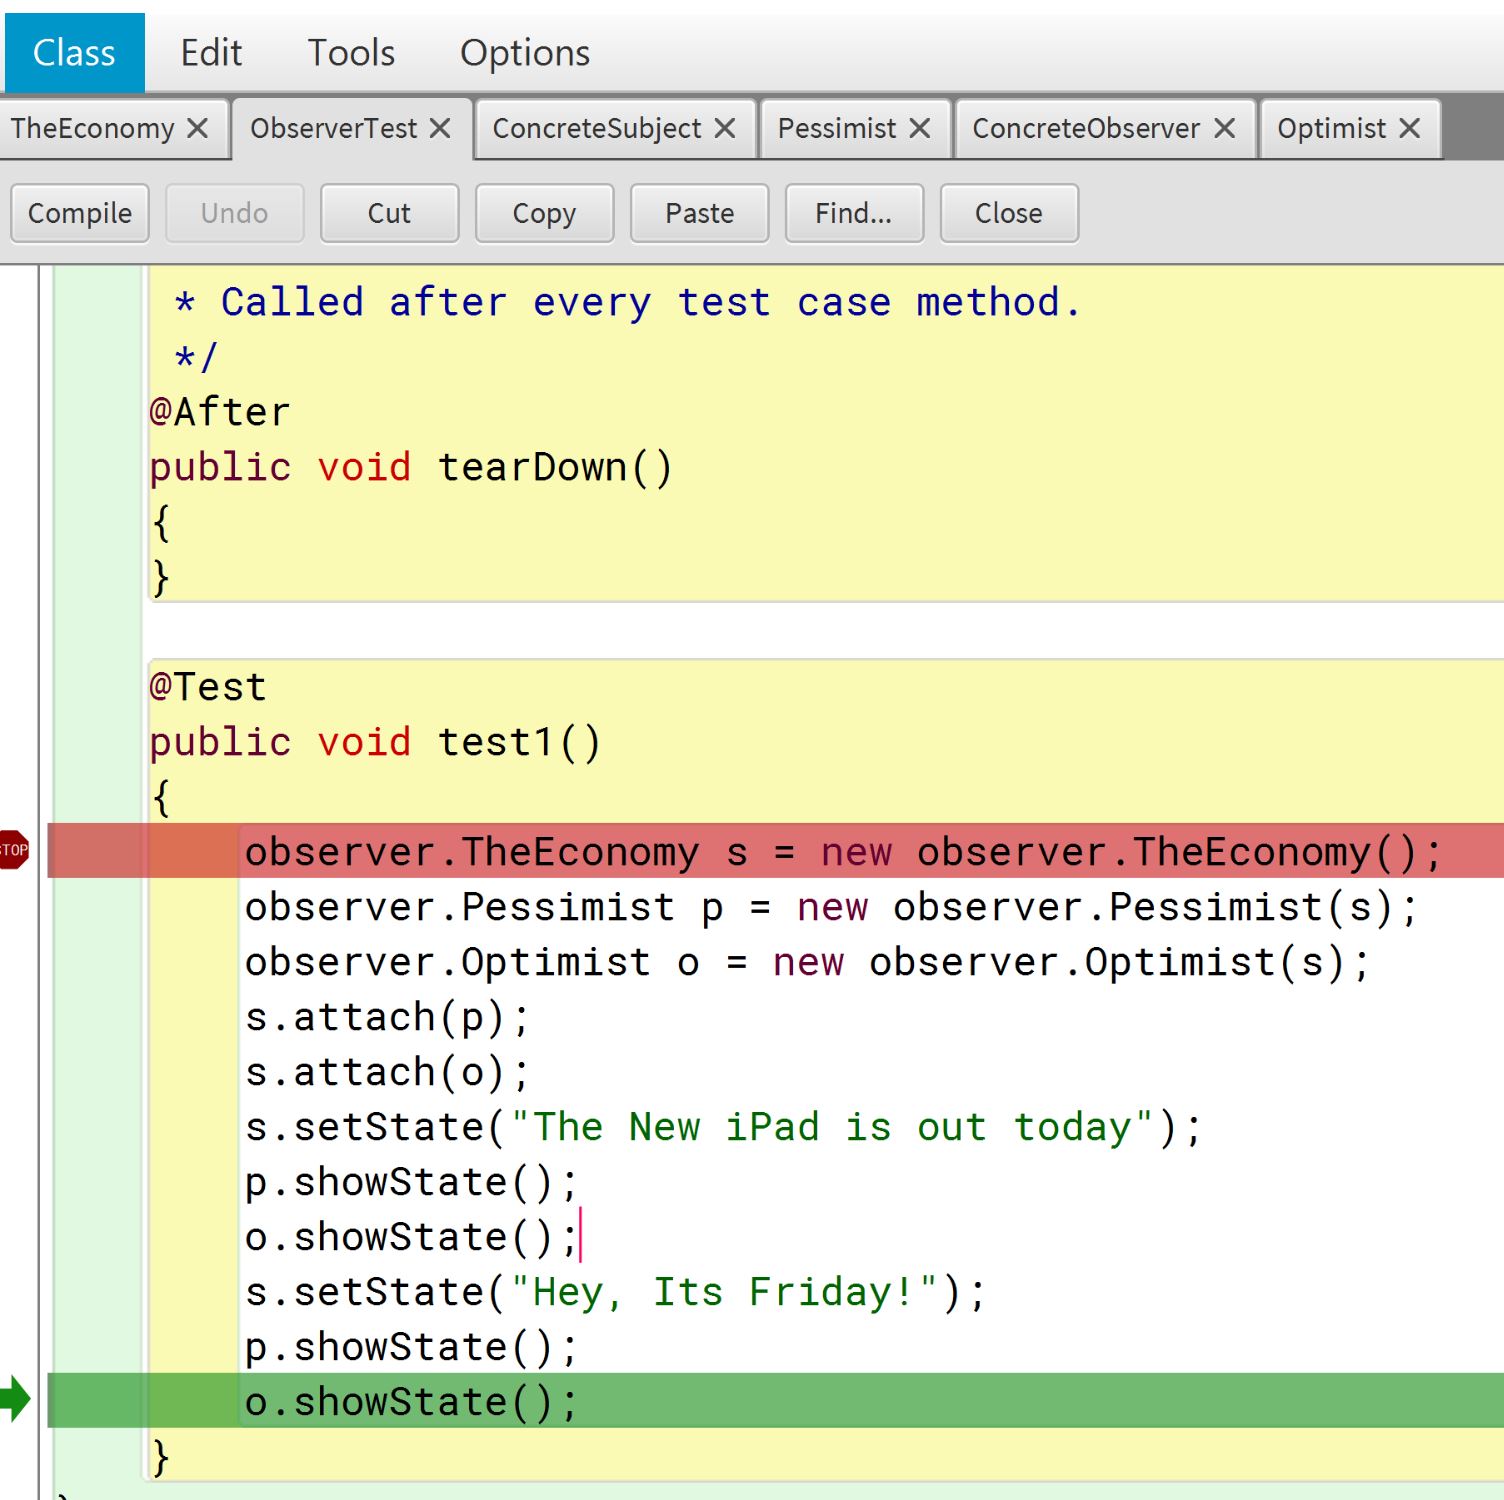 Class Edit Tools Options
TheEconomy ObserverTest ConcreteSubject Pessimist ConcreteObserver Optimist
Compile Undo Cut Copy Paste Find... Close
* Called after every test case method.
*/
@After
public void tearDown()
{
}
@Test
public void test1()
{
STOP observer.TheEconomy s = new observer.TheEconomy();
observer.Pessimist p = new observer.Pessimist(s);
observer.Optimist o = new observer.Optimist(s);
s.attach(p);
s.attach(o);
s.setState("The New iPad is out today");
p.showState();
o.showState();
s.setState("Hey, Its Friday!");
p.showState();
o.showState();
}